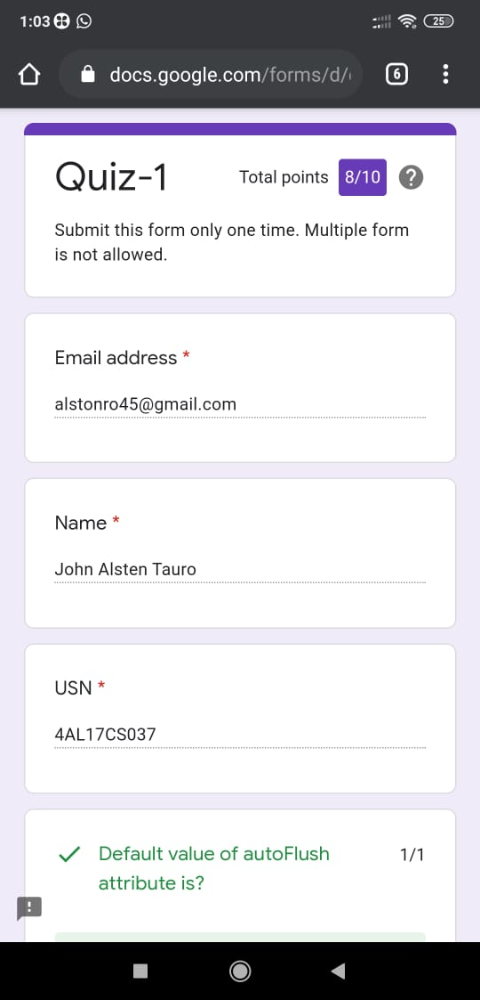 1:03
25
docs.google.com/forms/d/
6
Quiz-1
Total points 8/10 ?
Submit this form only one time. Multiple form
is not allowed.
Email address *
alstonro45@gmail.com
Name *
John Alsten Tauro
USN *
4AL17CS037
Default value of autoFlush 1/1
attribute is?
!